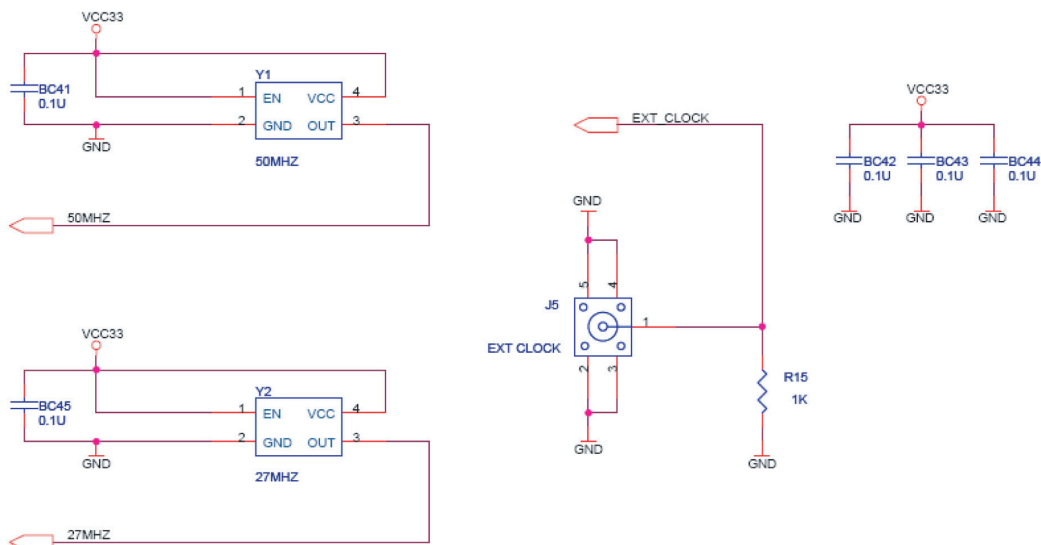 VCC33
BC41
0.1U
GND
Y1
1 EN VCC 4
2 GND OUT 3
50MHZ
50MHZ
VCC33
BC45
0.1U
GND
Y2
1 EN VCC 4
2 GND OUT 3
27MHZ
27MHZ
EXT CLOCK
GND
5 4
J5
1
EXT CLOCK
2 3
GND
R15
1K
GND
VCC33
BC42 BC43 BC44
0.1U 0.1U 0.1U
GND GND GND